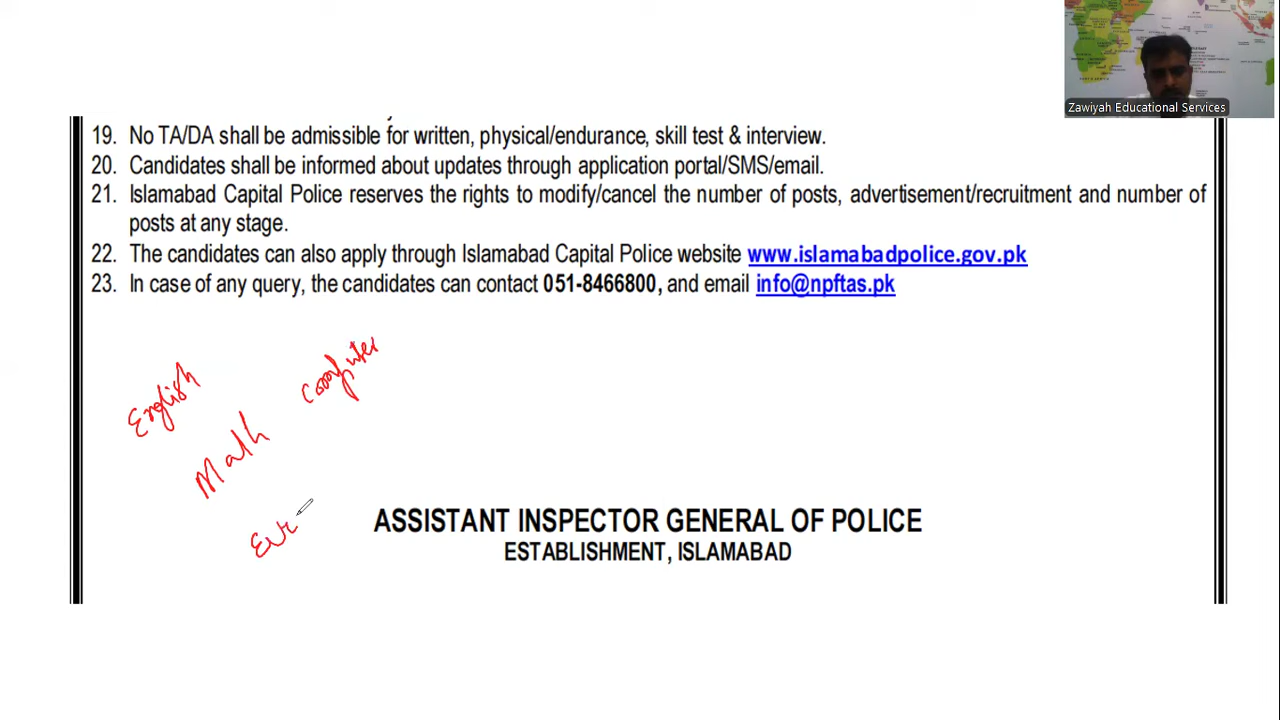 Zawiyah Educational Services
19. No TA/DA shall be admissible for written, physical/endurance, skill test & interview.
20. Candidates shall be informed about updates through application portal/SMS/email.
21. Islamabad Capital Police reserves the rights to modify/cancel the number of posts, advertisement/recruitment and number of
posts at any stage.
22. The candidates can also apply through Islamabad Capital Police website www.islamabadpolice.gov.pk
23. In case of any query, the candidates can contact 051-8466800, and email info@npftas.pk
English
Computer
Math
ASSISTANT INSPECTOR GENERAL OF POLICE
ESTABLISHMENT, ISLAMABAD